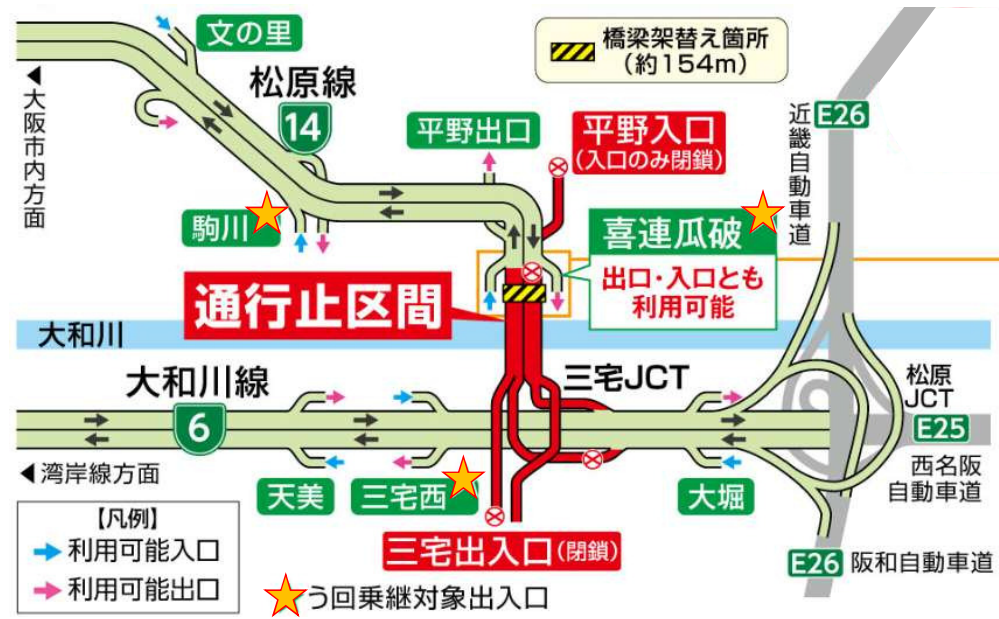 文の里
橋梁架替え箇所
（約154m）
松原線
14
◀大阪市内方面
平野出口
平野入口
（入口のみ閉鎖）
近畿自動車道
E26
駒川
喜連瓜破
出口・入口とも
利用可能
通行止区間
大和川
大和川線
6
三宅JCT
松原
JCT
E25
西名阪
自動車道
◀湾岸線方面
天美
三宅西
大堀
【凡例】
利用可能入口
利用可能出口
三宅出入口（閉鎖）
E26
阪和自動車道
う回乗継対象出入口